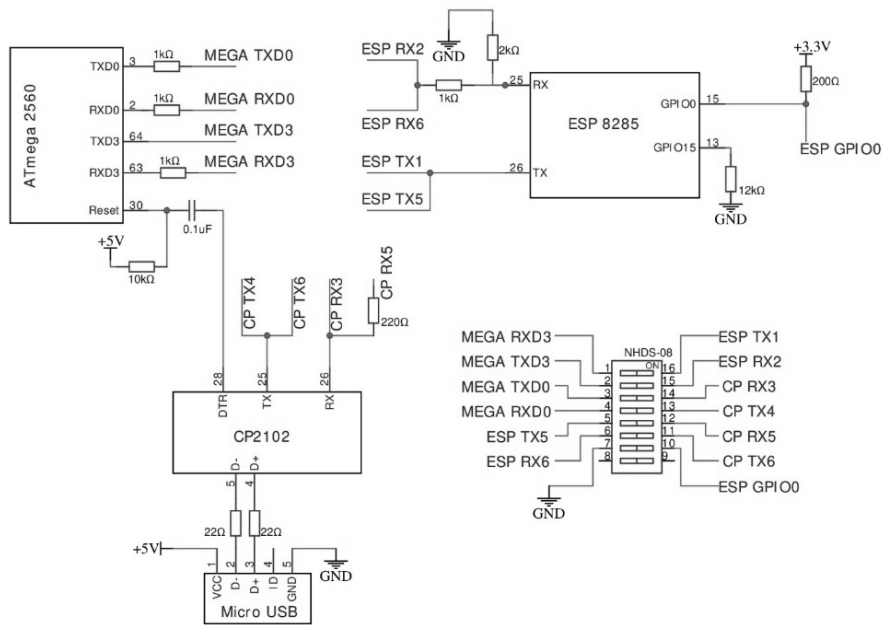 ATmega 2560
TXD0
3
1kΩ
MEGA TXD0
RXD0
2
1kΩ
MEGA RXD0
TXD3
64
MEGA TXD3
RXD3
63
1kΩ
MEGA RXD3
Reset
30
0.1uF
+5V
10kΩ
GND
2kΩ
ESP RX2
1kΩ
25
RX
ESP RX6
ESP TX1
26
TX
ESP TX5
ESP 8285
GPIO0
15
GPIO15
13
+3.3V
200Ω
ESP GPIO0
12kΩ
GND
CP TX4
CP TX6
CP RX3
CP RX5
220Ω
28
25
26
DTR
TX
RX
CP2102
D-
D+
5
4
22Ω
22Ω
+5V
GND
1
2
3
4
5
VCC
D-
D+
ID
GND
Micro USB
NHDS-08
ON
MEGA RXD3
1
16
ESP TX1
MEGA TXD3
2
15
ESP RX2
MEGA TXD0
3
14
CP RX3
MEGA RXD0
4
13
CP TX4
ESP TX5
5
12
CP RX5
ESP RX6
6
11
CP TX6
7
10
ESP GPIO0
8
9
GND